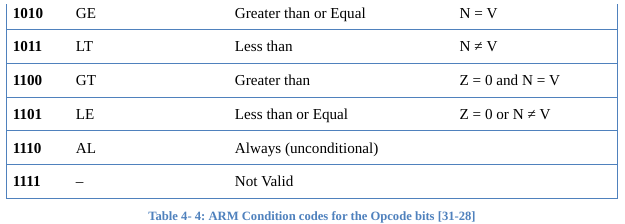 1010 GE Greater than or Equal N = V
1011 LT Less than N ≠ V
1100 GT Greater than Z = 0 and N = V
1101 LE Less than or Equal Z = 0 or N ≠ V
1110 AL Always (unconditional)
1111 – Not Valid
Table 4- 4: ARM Condition codes for the Opcode bits [31-28]